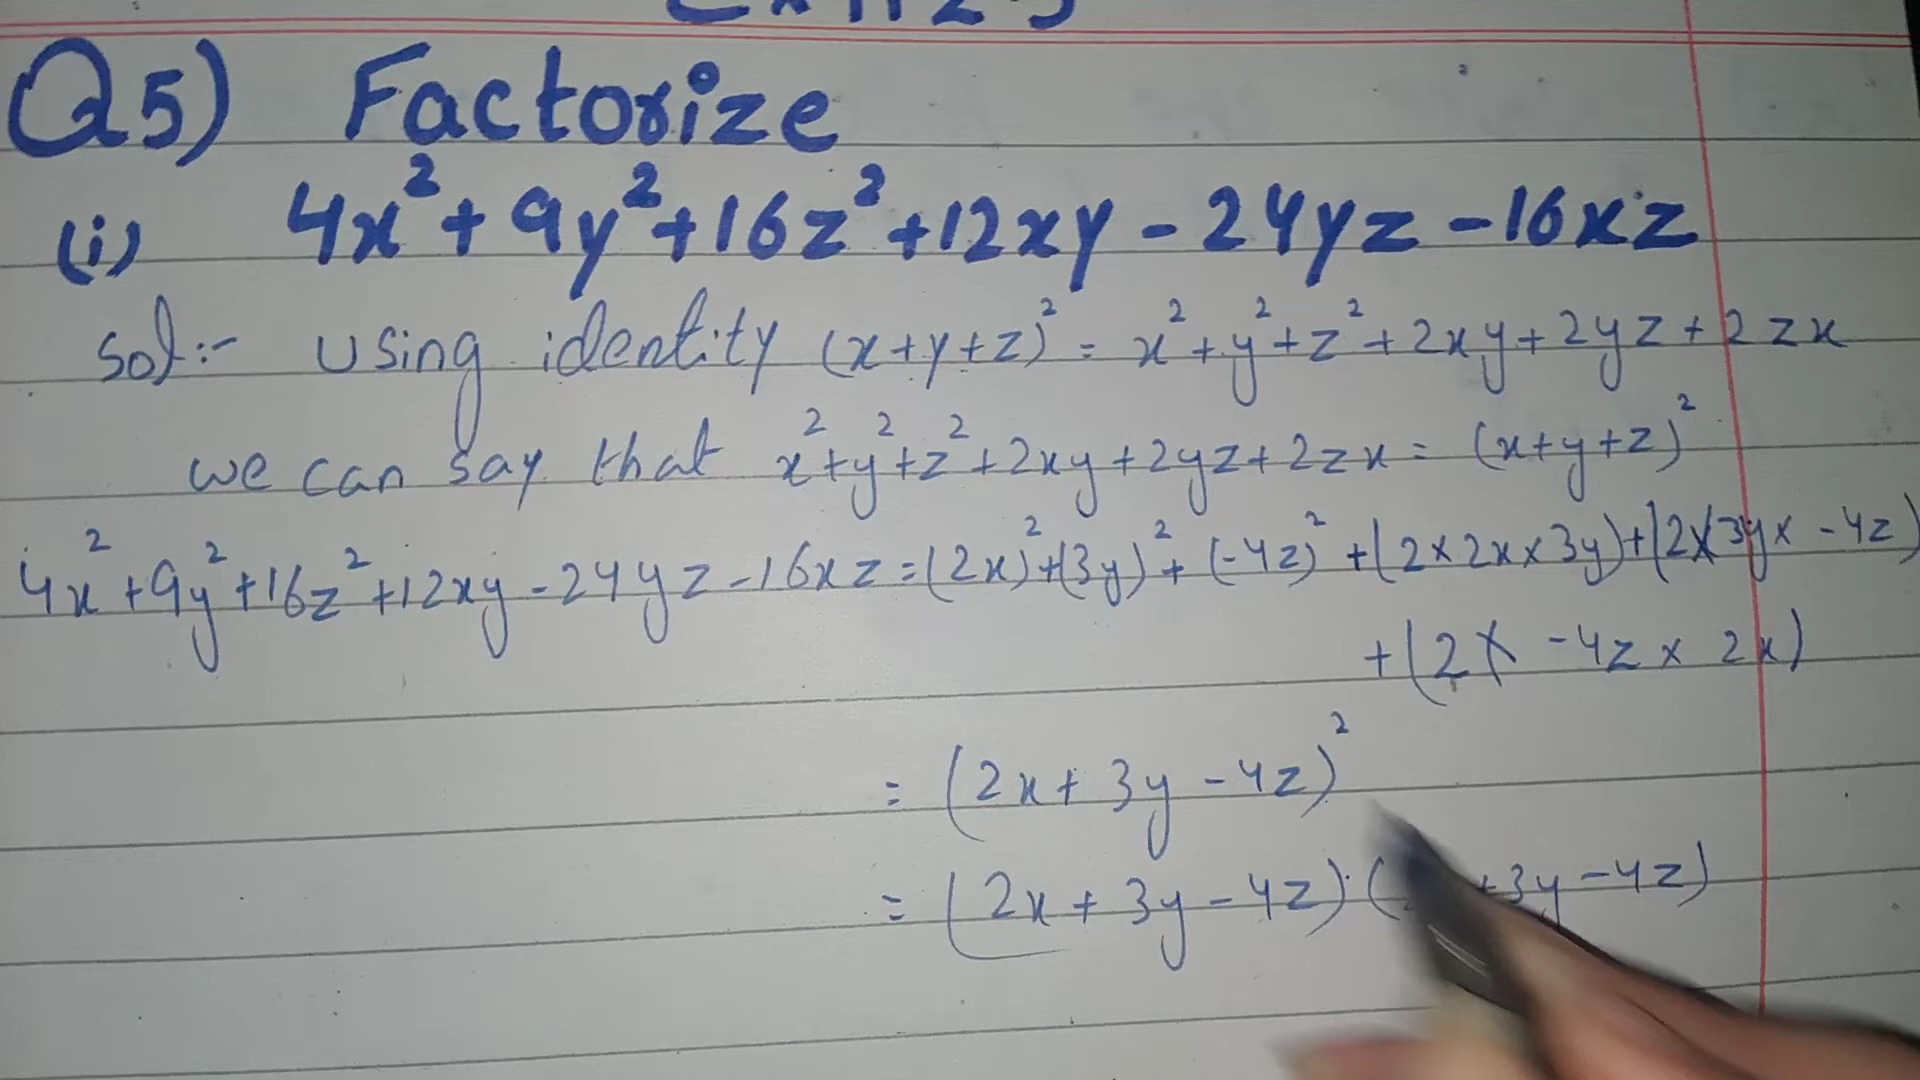 Q5) Factorize
(i) 4x² + 9y² + 16z² + 12xy - 24yz - 16xz
Sol:- Using identity (x+y+z)² = x² + y² + z² + 2xy + 2yz + 2zx
we can say that x² + y² + z² + 2xy + 2yz + 2zx = (x+y+z)²
4x² + 9y² + 16z² + 12xy - 24yz - 16xz = (2x)² + (3y)² + (-4z)² + (2×2x×3y) + (2×3y× -4z)
+ (2× -4z × 2x)
= (2x + 3y - 4z)²
= (2x + 3y - 4z) · ( +3y - 4z)